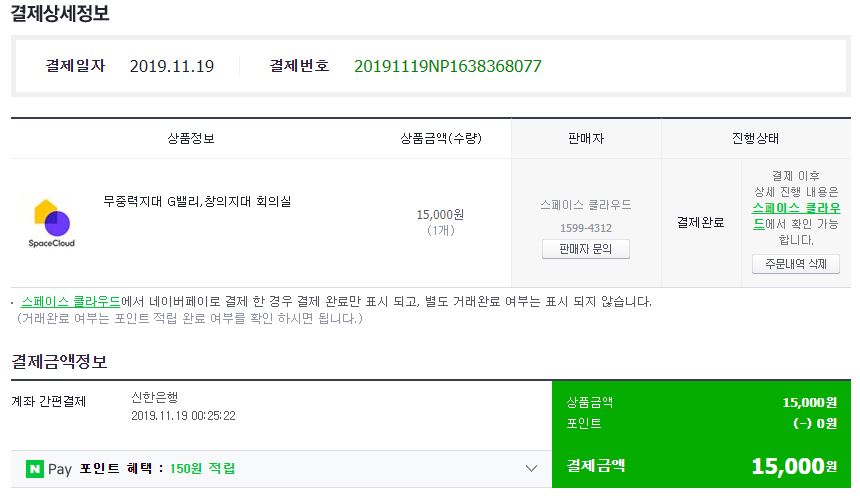 결제상세정보
결제일자 2019.11.19 결제번호 20191119NP1638368077
상품정보 상품금액(수량) 판매자 진행상태
SpaceCloud
무중력지대 G밸리,창의지대 회의실
15,000원
(1개)
스페이스 클라우드
1599-4312
판매자 문의
결제완료
결제 이후
상세 진행 내용은
스페이스 클라우
드에서 확인 가능
합니다.
주문내역 삭제
· 스페이스 클라우드에서 네이버페이로 결제 한 경우 결제 완료만 표시 되고, 별도 거래완료 여부는 표시 되지 않습니다.
(거래완료 여부는 포인트 적립 완료 여부를 확인 하시면 됩니다.)
결제금액정보
계좌 간편결제 신한은행
2019.11.19 00:25:22
N Pay 포인트 혜택 : 150원 적립
상품금액 15,000원
포인트 (-) 0원
결제금액 15,000원